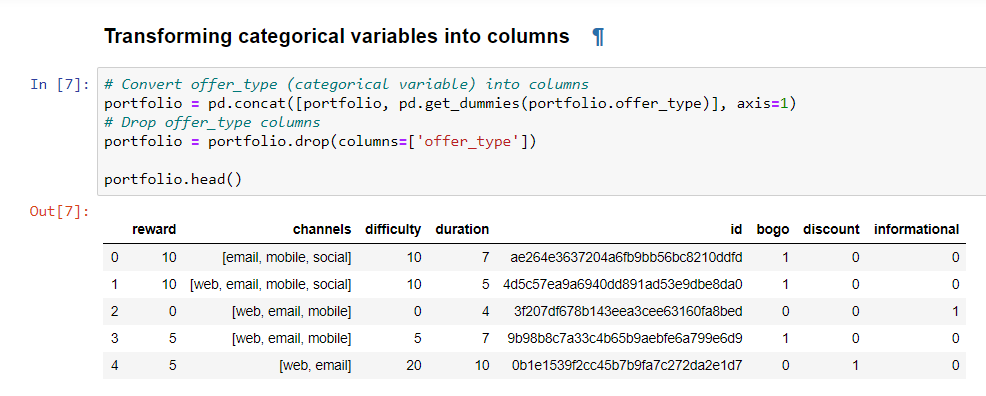 Transforming categorical variables into columns ¶
In [7]: # Convert offer_type (categorical variable) into columns
portfolio = pd.concat([portfolio, pd.get_dummies(portfolio.offer_type)], axis=1)
# Drop offer_type columns
portfolio = portfolio.drop(columns=['offer_type'])
portfolio.head()
Out[7]:
reward channels difficulty duration id bogo discount informational
0 10 [email, mobile, social] 10 7 ae264e3637204a6fb9bb56bc8210ddfd 1 0 0
1 10 [web, email, mobile, social] 10 5 4d5c57ea9a6940dd891ad53e9dbe8da0 1 0 0
2 0 [web, email, mobile] 0 4 3f207df678b143eea3cee63160fa8bed 0 0 1
3 5 [web, email, mobile] 5 7 9b98b8c7a33c4b65b9aebfe6a799e6d9 1 0 0
4 5 [web, email] 20 10 0b1e1539f2cc45b7b9fa7c272da2e1d7 0 1 0